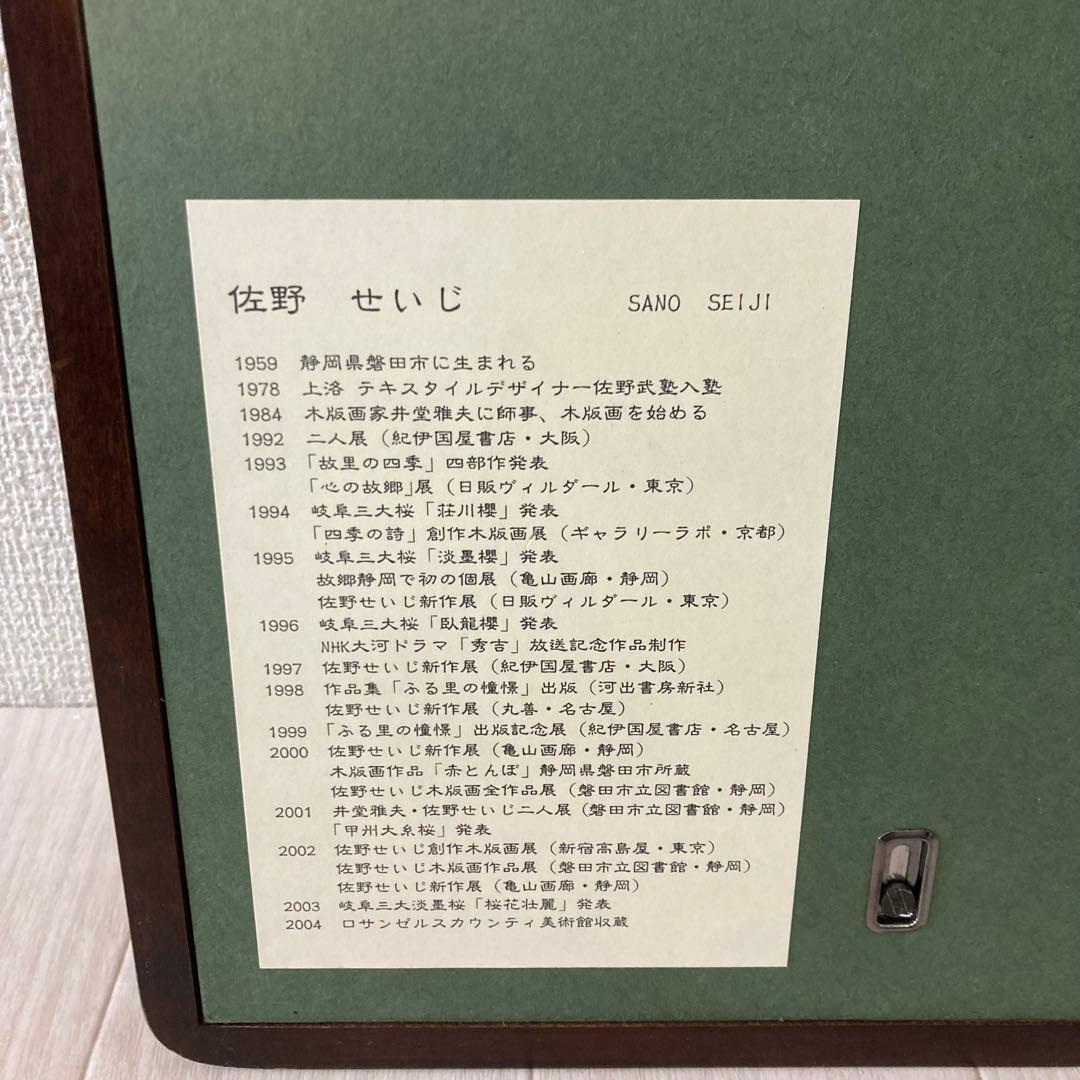 佐野 せいじ SANO SEIJI
1959 静岡県磐田市に生まれる
1978 上洛 テキスタイルデザイナー佐野武塾入塾
1984 木版画家井堂雅夫に師事、木版画を始める
1992 二人展（紀伊国屋書店・大阪）
1993 「故里の四季」四部作発表
「心の故郷」展（日販ヴィルダール・東京）
1994 岐阜三大桜「荘川櫻」発表
「四季の詩」創作木版画展（ギャラリーラボ・京都）
1995 岐阜三大桜「淡墨櫻」発表
故郷静岡で初の個展（亀山画廊・静岡）
佐野せいじ新作展（日販ヴィルダール・東京）
1996 岐阜三大桜「臥龍櫻」発表
NHK大河ドラマ「秀吉」放送記念作品制作
1997 佐野せいじ新作展（紀伊国屋書店・大阪）
1998 作品集「ふる里の憧憬」出版（河出書房新社）
佐野せいじ新作展（丸善・名古屋）
1999 「ふる里の憧憬」出版記念展（紀伊国屋書店・名古屋）
2000 佐野せいじ新作展（亀山画廊・静岡）
木版画作品「赤とんぼ」静岡県磐田市所蔵
佐野せいじ木版画全作品展（磐田市立図書館・静岡）
2001 井堂雅夫・佐野せいじ二人展（磐田市立図書館・静岡）
「甲州大糸桜」発表
2002 佐野せいじ創作木版画展（新宿高島屋・東京）
佐野せいじ木版画作品展（磐田市立図書館・静岡）
佐野せいじ新作展（亀山画廊・静岡）
2003 岐阜三大淡墨桜「桜花壮麗」発表
2004 ロサンゼルスカウンティ美術館収蔵